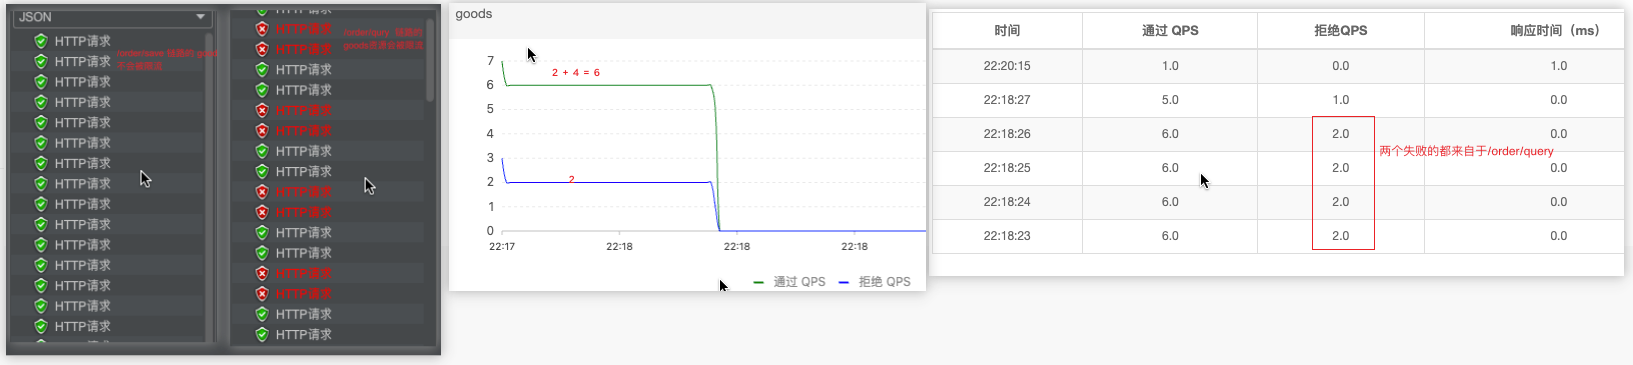 JSON
HTTP请求
/order/save 链路的 good
HTTP请求
不会被限流
HTTP请求
HTTP请求
HTTP请求
HTTP请求
HTTP请求
HTTP请求
HTTP请求
HTTP请求
HTTP请求
HTTP请求
HTTP请求
HTTP请求
HTTP请求
HTTP请求
/order/query 链路的
HTTP请求
goods资源会被限流
HTTP请求
HTTP请求
HTTP请求
HTTP请求
HTTP请求
HTTP请求
HTTP请求
HTTP请求
HTTP请求
HTTP请求
HTTP请求
HTTP请求
HTTP请求
HTTP请求
goods
7
2 + 4 = 6
6
5
4
3
2
2
1
0
22:17 22:18 22:18 22:18
通过 QPS 拒绝 QPS
时间 通过 QPS 拒绝QPS 响应时间（ms）
22:20:15 1.0 0.0 1.0
22:18:27 5.0 1.0 0.0
22:18:26 6.0 2.0 0.0
两个失败的都来自于/order/query
22:18:25 6.0 2.0 0.0
22:18:24 6.0 2.0 0.0
22:18:23 6.0 2.0 0.0